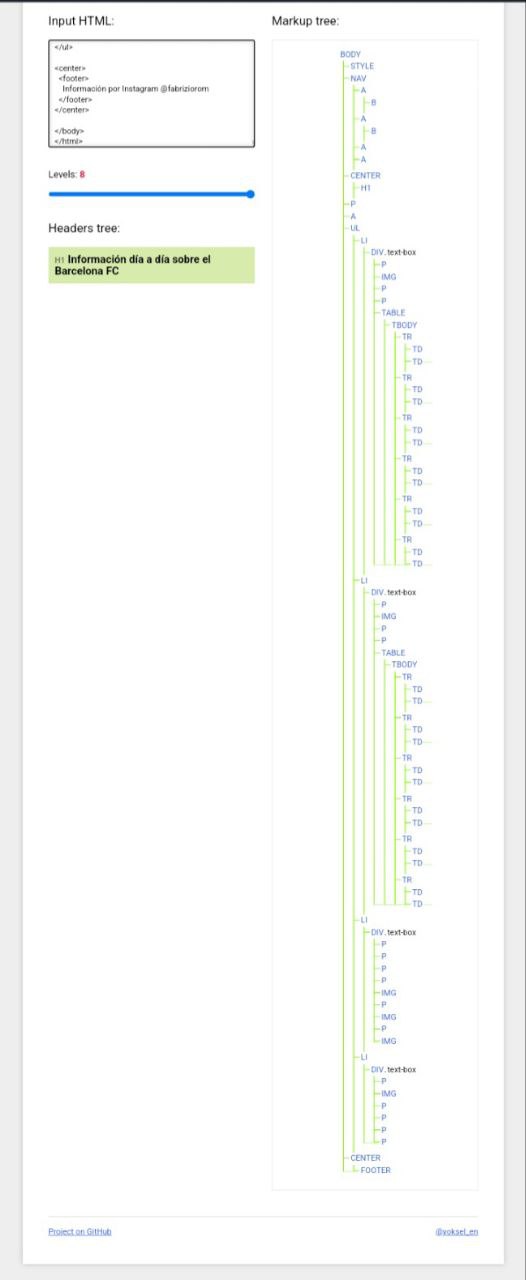 Input HTML:
</ul>
<center>
<footer>
Información por Instagram @fabriziorom
</footer>
</center>
</body>
</html>
Levels: 8
Headers tree:
H1 Información día a día sobre el
Barcelona FC
Markup tree:
BODY
STYLE
NAV
A
B
A
B
A
A
CENTER
H1
P
A
UL
LI
DIV.text-box
P
IMG
P
P
TABLE
TBODY
TR
TD
TD
TR
TD
TD
TR
TD
TD
TR
TD
TD
TR
TD
TD
TR
TD
TD
LI
DIV.text-box
P
IMG
P
P
TABLE
TBODY
TR
TD
TD
TR
TD
TD
TR
TD
TD
TR
TD
TD
TR
TD
TD
TR
TD
TD
LI
DIV.text-box
P
P
P
P
IMG
P
IMG
P
IMG
LI
DIV.text-box
P
IMG
P
P
P
P
CENTER
FOOTER
Project on GitHub
@yoksel_en